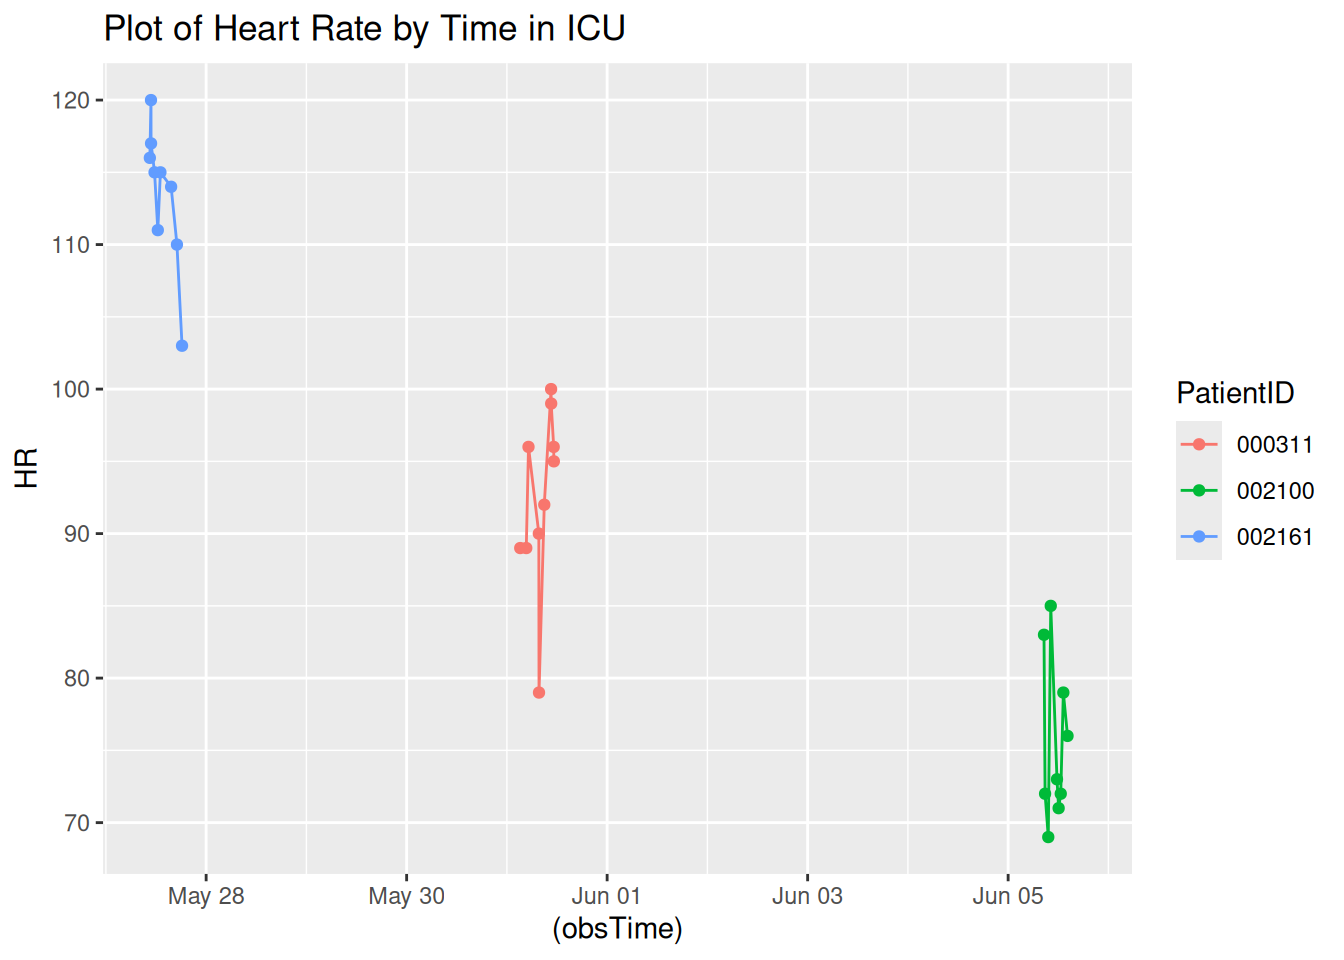 Plot of Heart Rate by Time in ICU
120
110
100
90
80
70
HR
May 28
May 30
Jun 01
Jun 03
Jun 05
(obsTime)
PatientID
000311
002100
002161